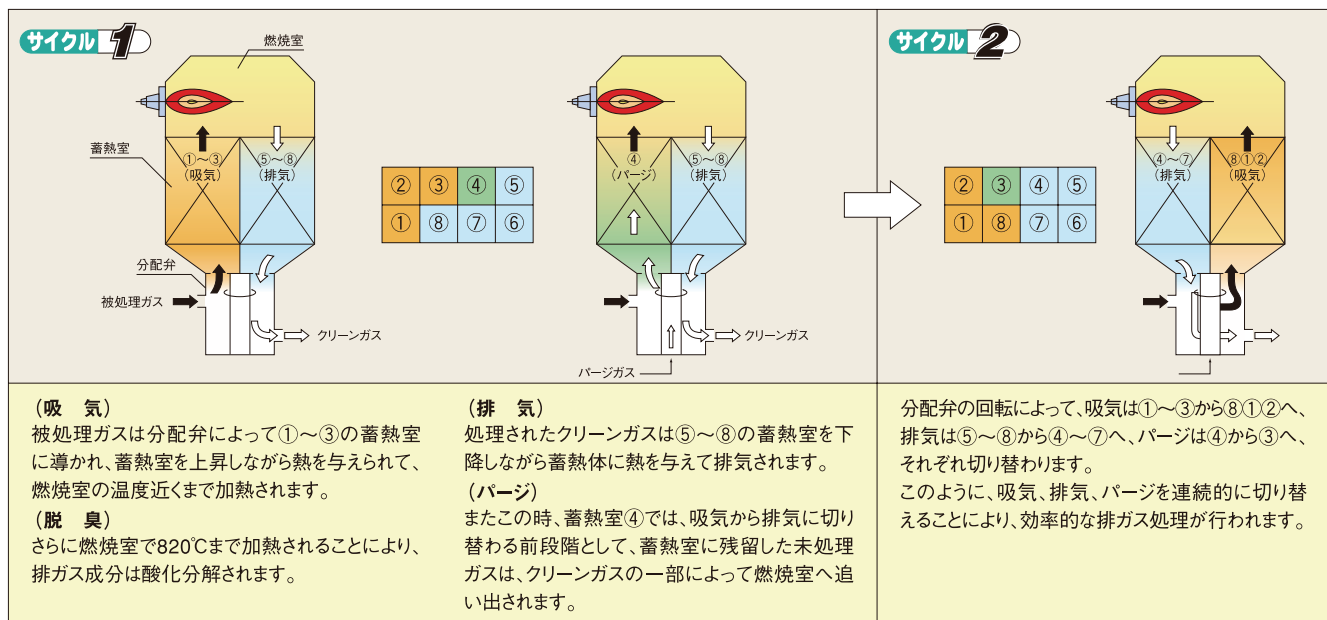 サイクル 1
燃焼室
蓄熱室
①〜③
(吸気)
⑤〜⑧
(排気)
分配弁
被処理ガス
クリーンガス
② ③ ④ ⑤
① ⑧ ⑦ ⑥
④
(パージ)
⑤〜⑧
(排気)
クリーンガス
パージガス
サイクル 2
② ③ ④ ⑤
① ⑧ ⑦ ⑥
④〜⑦
(排気)
⑧①②
(吸気)
(吸 気)
被処理ガスは分配弁によって①〜③の蓄熱室
に導かれ、蓄熱室を上昇しながら熱を与えられて、
燃焼室の温度近くまで加熱されます。
(脱 臭)
さらに燃焼室で820℃まで加熱されることにより、
排ガス成分は酸化分解されます。
(排 気)
処理されたクリーンガスは⑤〜⑧の蓄熱室を下
降しながら蓄熱体に熱を与えて排気されます。
(パージ)
またこの時、蓄熱室④では、吸気から排気に切り
替わる前段階として、蓄熱室に残留した未処理
ガスは、クリーンガスの一部によって燃焼室へ追
い出されます。
分配弁の回転によって、吸気は①〜③から⑧①②へ、
排気は⑤〜⑧から④〜⑦へ、パージは④から③へ、
それぞれ切り替わります。
このように、吸気、排気、パージを連続的に切り替
えることにより、効率的な排ガス処理が行われます。